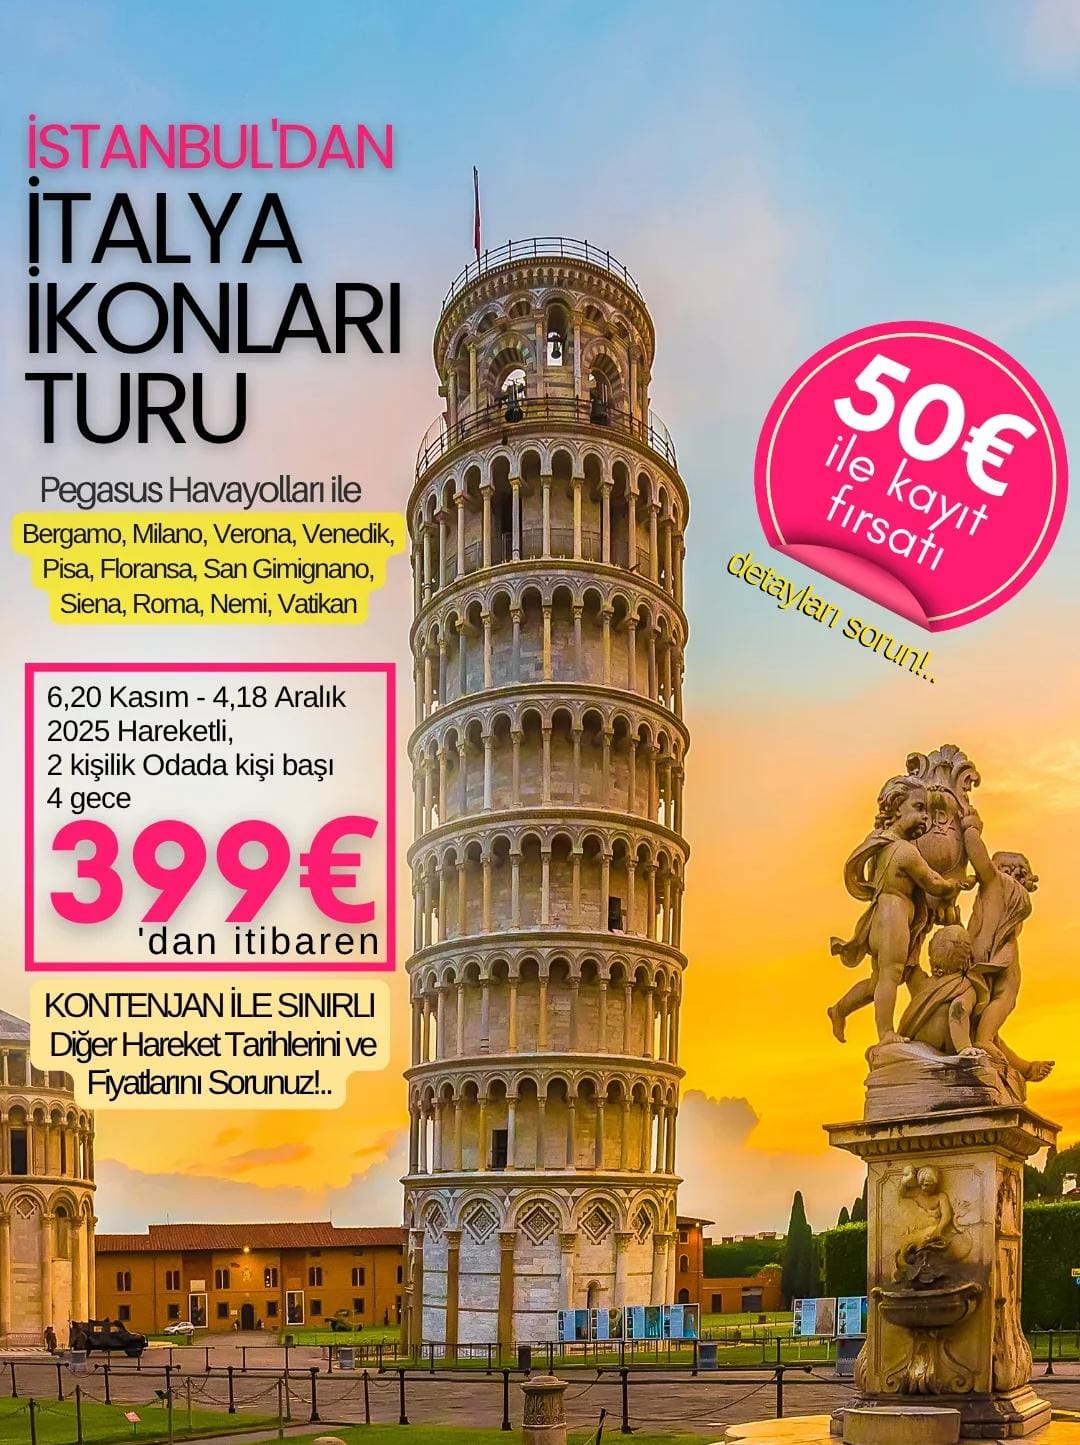 İSTANBUL'DAN
İTALYA
İKONLARI
TURU
Pegasus Havayolları ile
Bergamo, Milano, Verona, Venedik,
Pisa, Floransa, San Gimignano,
Siena, Roma, Nemi, Vatikan
50€
ile kayıt
fırsatı
detayları sorun!..
6,20 Kasım - 4,18 Aralık
2025 Hareketli,
2 kişilik Odada kişi başı
4 gece
399€
'dan itibaren
KONTENJAN İLE SINIRLI
Diğer Hareket Tarihlerini ve
Fiyatlarını Sorunuz!..